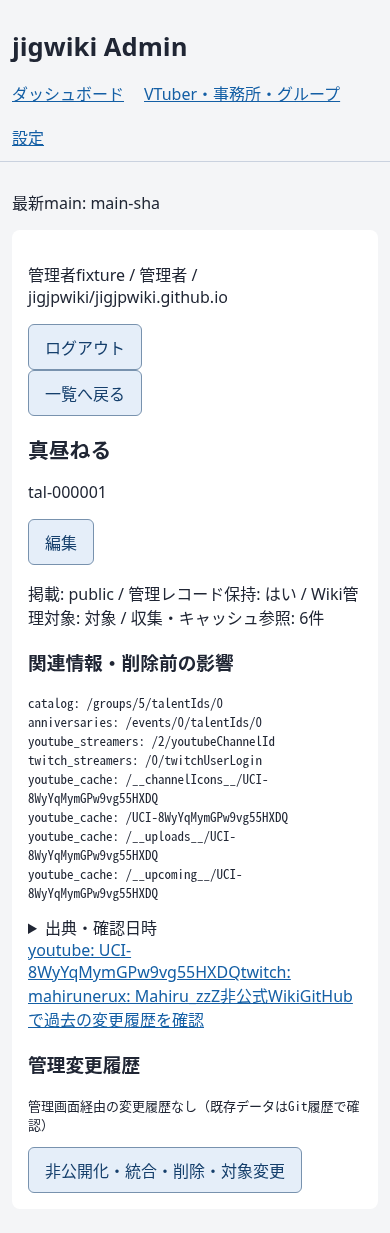 jigwiki Admin
ダッシュボード VTuber・事務所・グループ
設定
最新main: main-sha
管理者fixture / 管理者 /
jigjpwiki/jigjpwiki.github.io
ログアウト
一覧へ戻る
真昼ねる
tal-000001
編集
掲載: public / 管理レコード保持: はい / Wiki管
理対象: 対象 / 収集・キャッシュ参照: 6件
関連情報・削除前の影響
catalog: /groups/5/talentIds/0
anniversaries: /events/0/talentIds/0
youtube_streamers: /2/youtubeChannelId
twitch_streamers: /0/twitchUserLogin
youtube_cache: /__channelIcons__/UCI-
8WyYqMymGPw9vg55HXDQ
youtube_cache: /UCI-8WyYqMymGPw9vg55HXDQ
youtube_cache: /__uploads__/UCI-
8WyYqMymGPw9vg55HXDQ
youtube_cache: /__upcoming__/UCI-
8WyYqMymGPw9vg55HXDQ
▶ 出典・確認日時
youtube: UCI-
8WyYqMymGPw9vg55HXDQtwitch:
mahirunerux: Mahiru_zzZ非公式WikiGitHub
で過去の変更履歴を確認
管理変更履歴
管理画面経由の変更履歴なし（既存データはGit履歴で確
認）
非公開化・統合・削除・対象変更